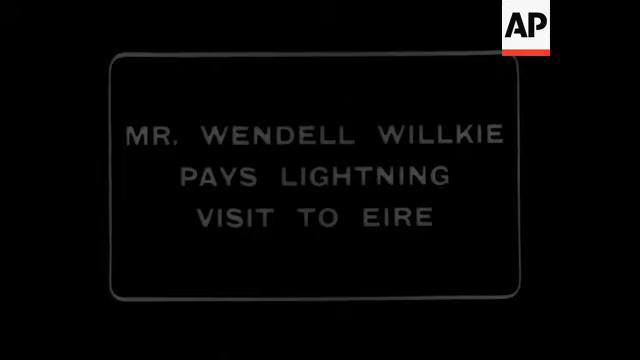 AP
MR. WENDELL WILLKIE
PAYS LIGHTNING
VISIT TO EIRE